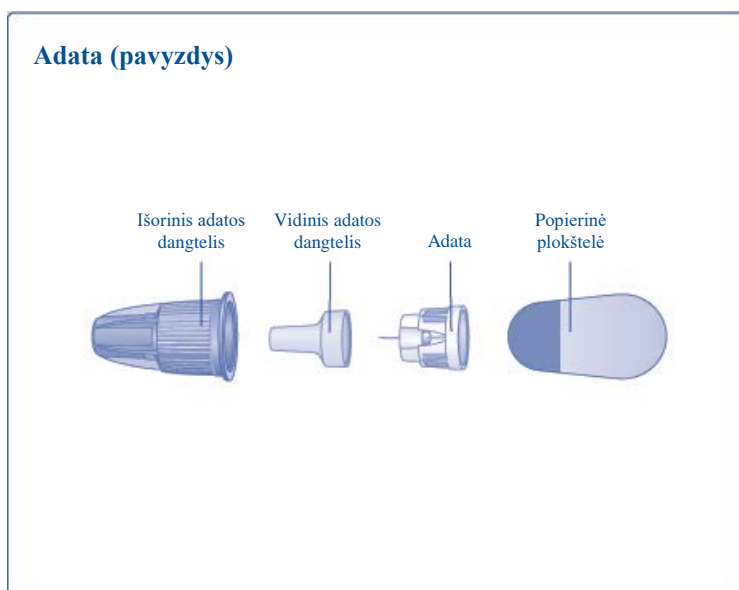 Adata (pavyzdys)
Išorinis adatos
dangtelis
Vidinis adatos
dangtelis
Adata
Popierinė
plokštelė